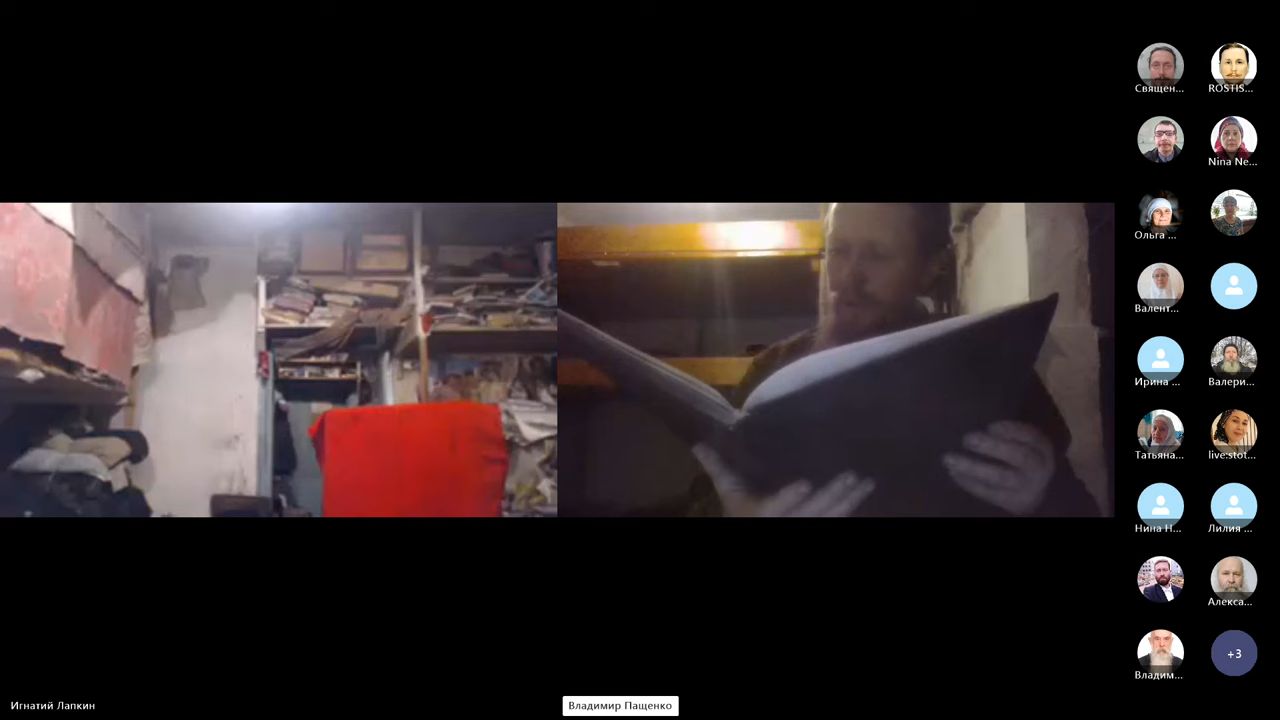 Священ...
ROSTIS...
Nina Ne...
Ольга ...
Валент...
Ирина ...
Валери...
Татьяна...
live:stot...
Нина Н...
Лилия ...
Алекса...
Владим...
+3
Игнатий Лапкин
Владимир Пащенко